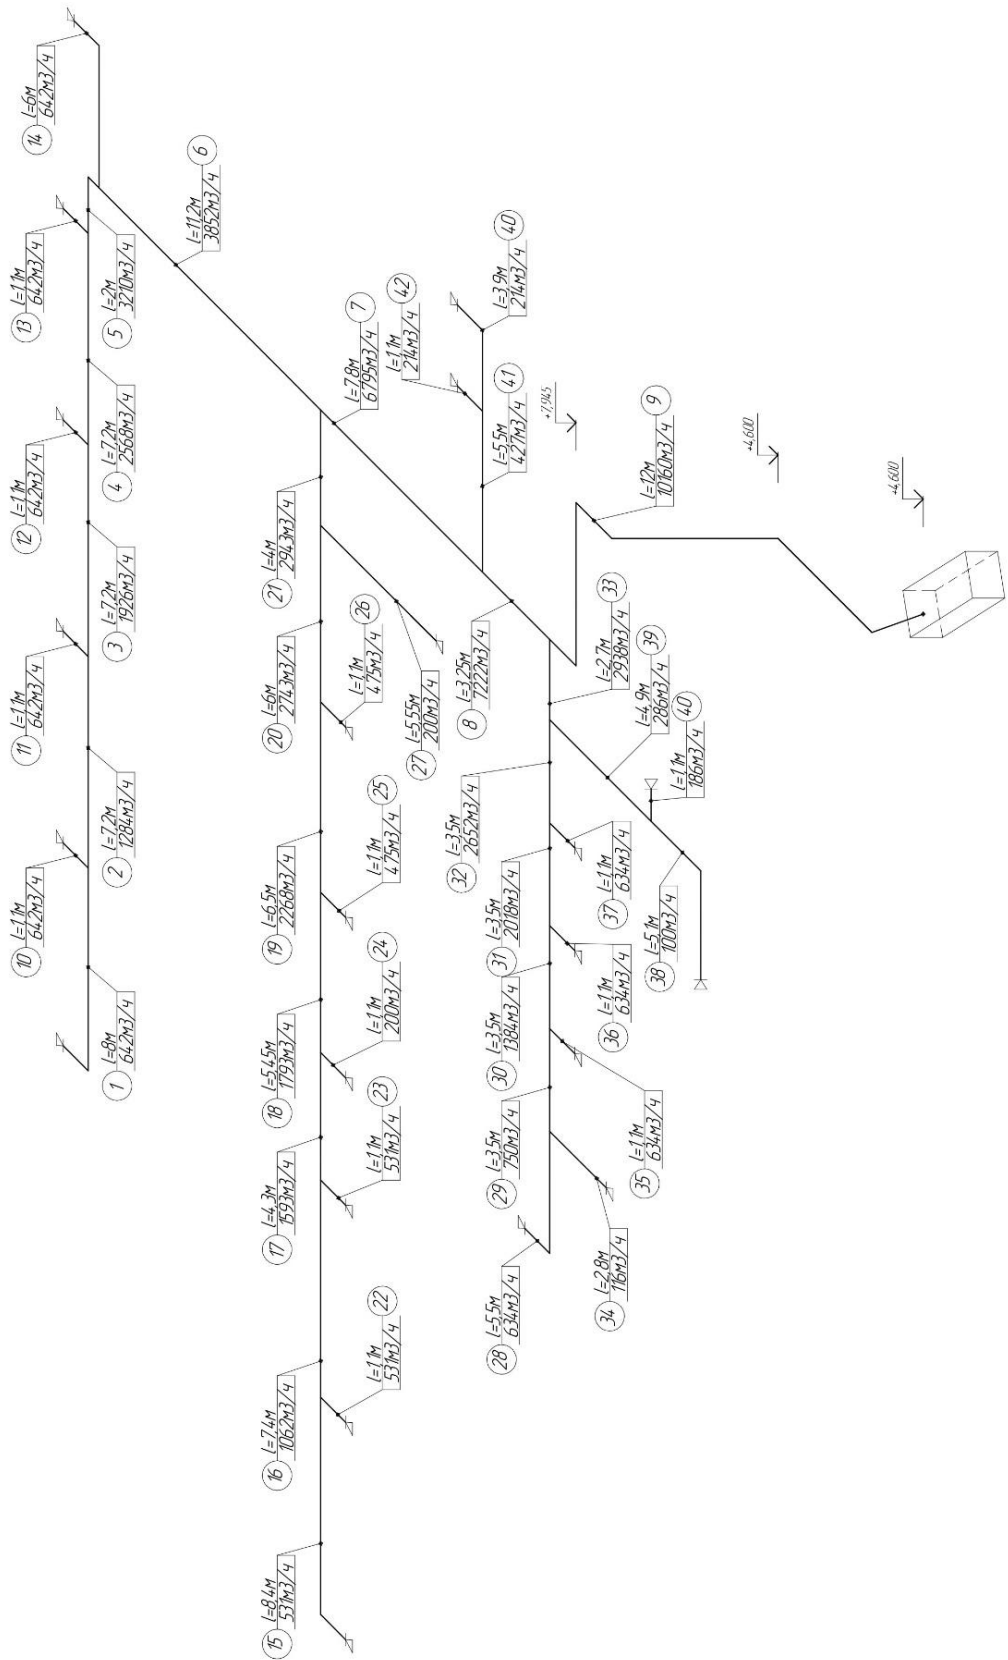 10
l=1,1м
642м3/ч
11
l=1,1м
642м3/ч
12
l=1,1м
642м3/ч
13
l=1,1м
642м3/ч
14
l=6м
642м3/ч
1
l=8м
642м3/ч
2
l=7,2м
1284м3/ч
3
l=7,2м
1926м3/ч
4
l=7,2м
2568м3/ч
5
l=2м
3210м3/ч
l=11,2м
3852м3/ч
6
15
l=8,4м
531м3/ч
16
l=7,4м
1062м3/ч
17
l=4,3м
1593м3/ч
18
l=5,45м
1793м3/ч
19
l=6,5м
2268м3/ч
20
l=6м
2743м3/ч
21
l=4м
2943м3/ч
l=1,1м
531м3/ч
22
l=1,1м
531м3/ч
23
l=1,1м
200м3/ч
24
l=1,1м
475м3/ч
25
l=1,1м
475м3/ч
26
l=7,8м
6795м3/ч
7
27
l=5,55м
200м3/ч
l=1,1м
214м3/ч
42
8
l=3,25м
7222м3/ч
l=5,5м
427м3/ч
41
l=3,9м
214м3/ч
40
28
l=5,5м
634м3/ч
29
l=3,5м
750м3/ч
30
l=3,5м
1384м3/ч
31
l=3,5м
2018м3/ч
32
l=3,5м
2652м3/ч
+7,945
34
l=2,8м
116м3/ч
35
l=1,1м
634м3/ч
36
l=1,1м
634м3/ч
37
l=1,1м
634м3/ч
l=2,7м
2938м3/ч
33
38
l=5,1м
100м3/ч
l=4,9м
286м3/ч
39
l=1,1м
186м3/ч
40
l=12м
10160м3/ч
9
+4,600
+4,600